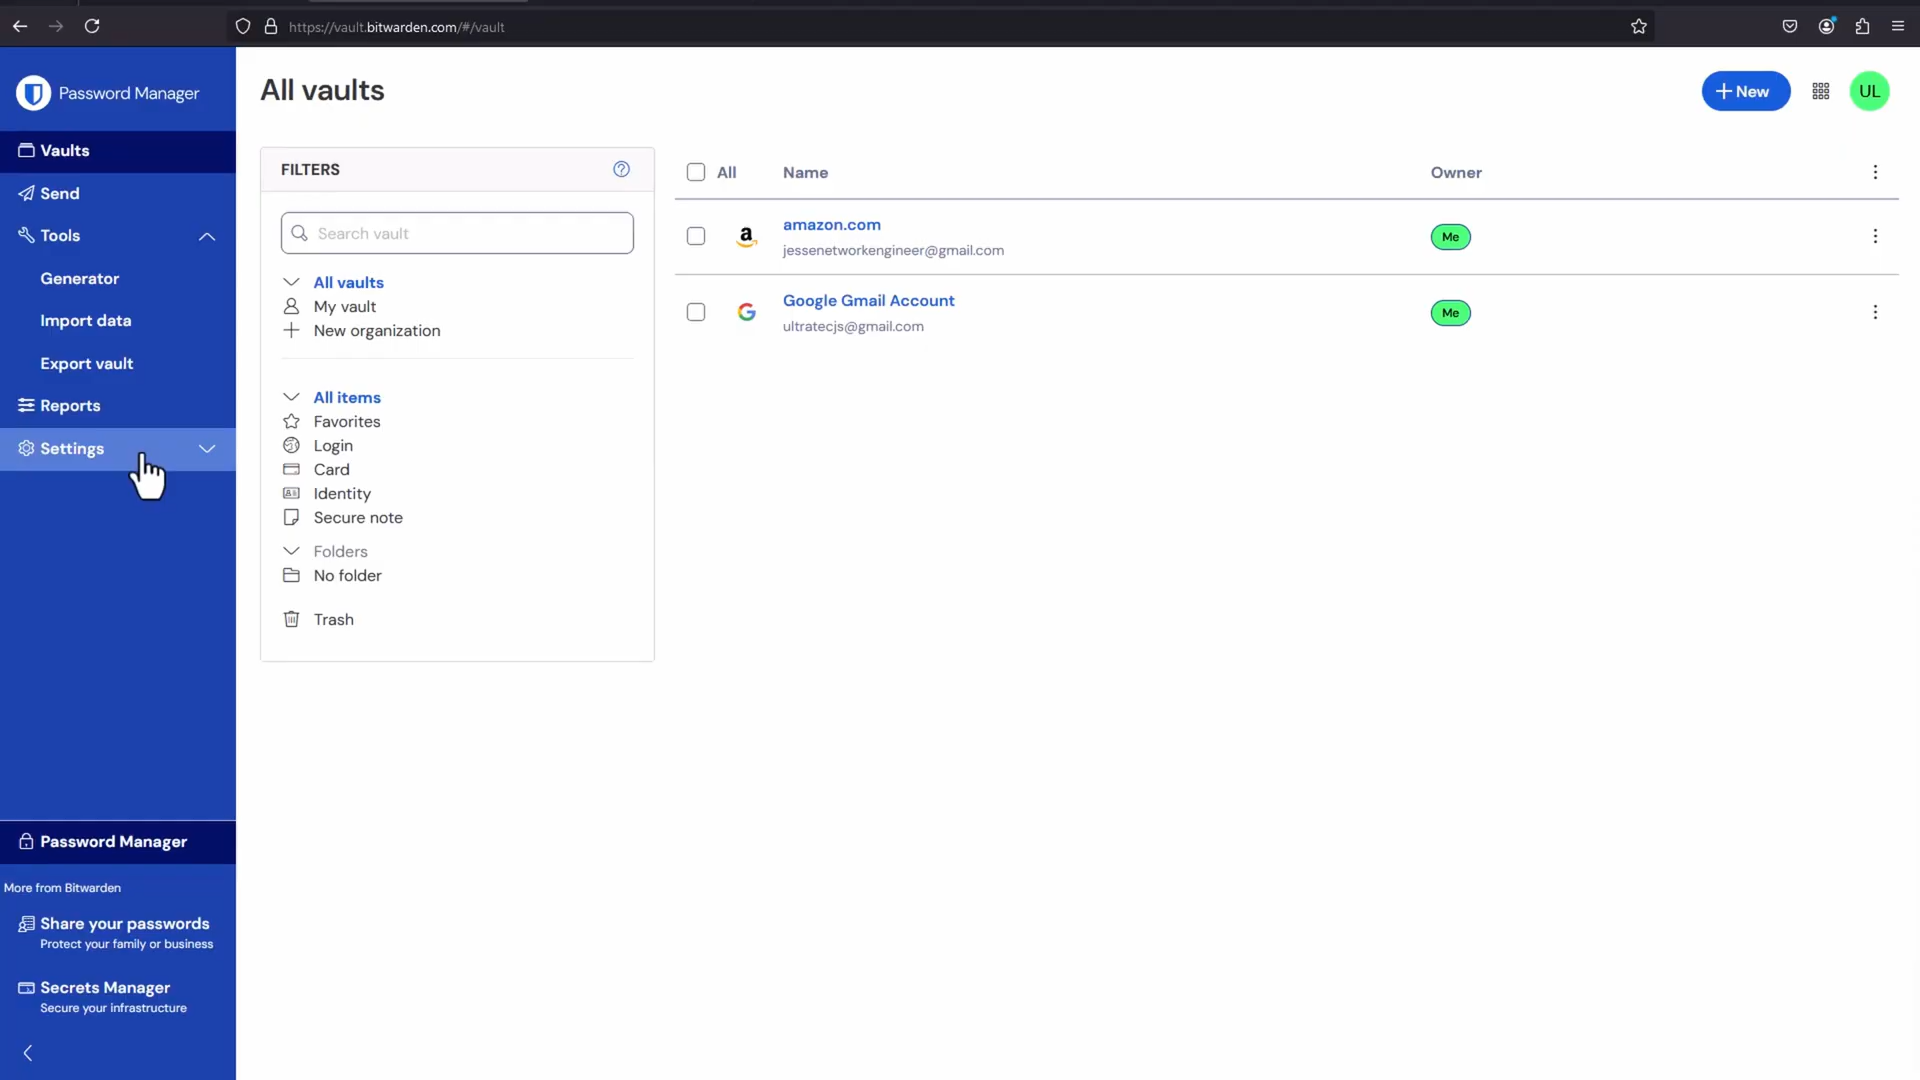 https://vault.bitwarden.com/#/vault
Password Manager
Vaults
Send
Tools
Generator
Import data
Export vault
Reports
Settings
Password Manager
More from Bitwarden
Share your passwords
Protect your family or business
Secrets Manager
Secure your infrastructure
All vaults
New
UL
FILTERS
Search vault
All vaults
My vault
New organization
All items
Favorites
Login
Card
Identity
Secure note
Folders
No folder
Trash
All Name Owner
amazon.com
jessenetworkengineer@gmail.com
Me
Google Gmail Account
ultratecjs@gmail.com
Me